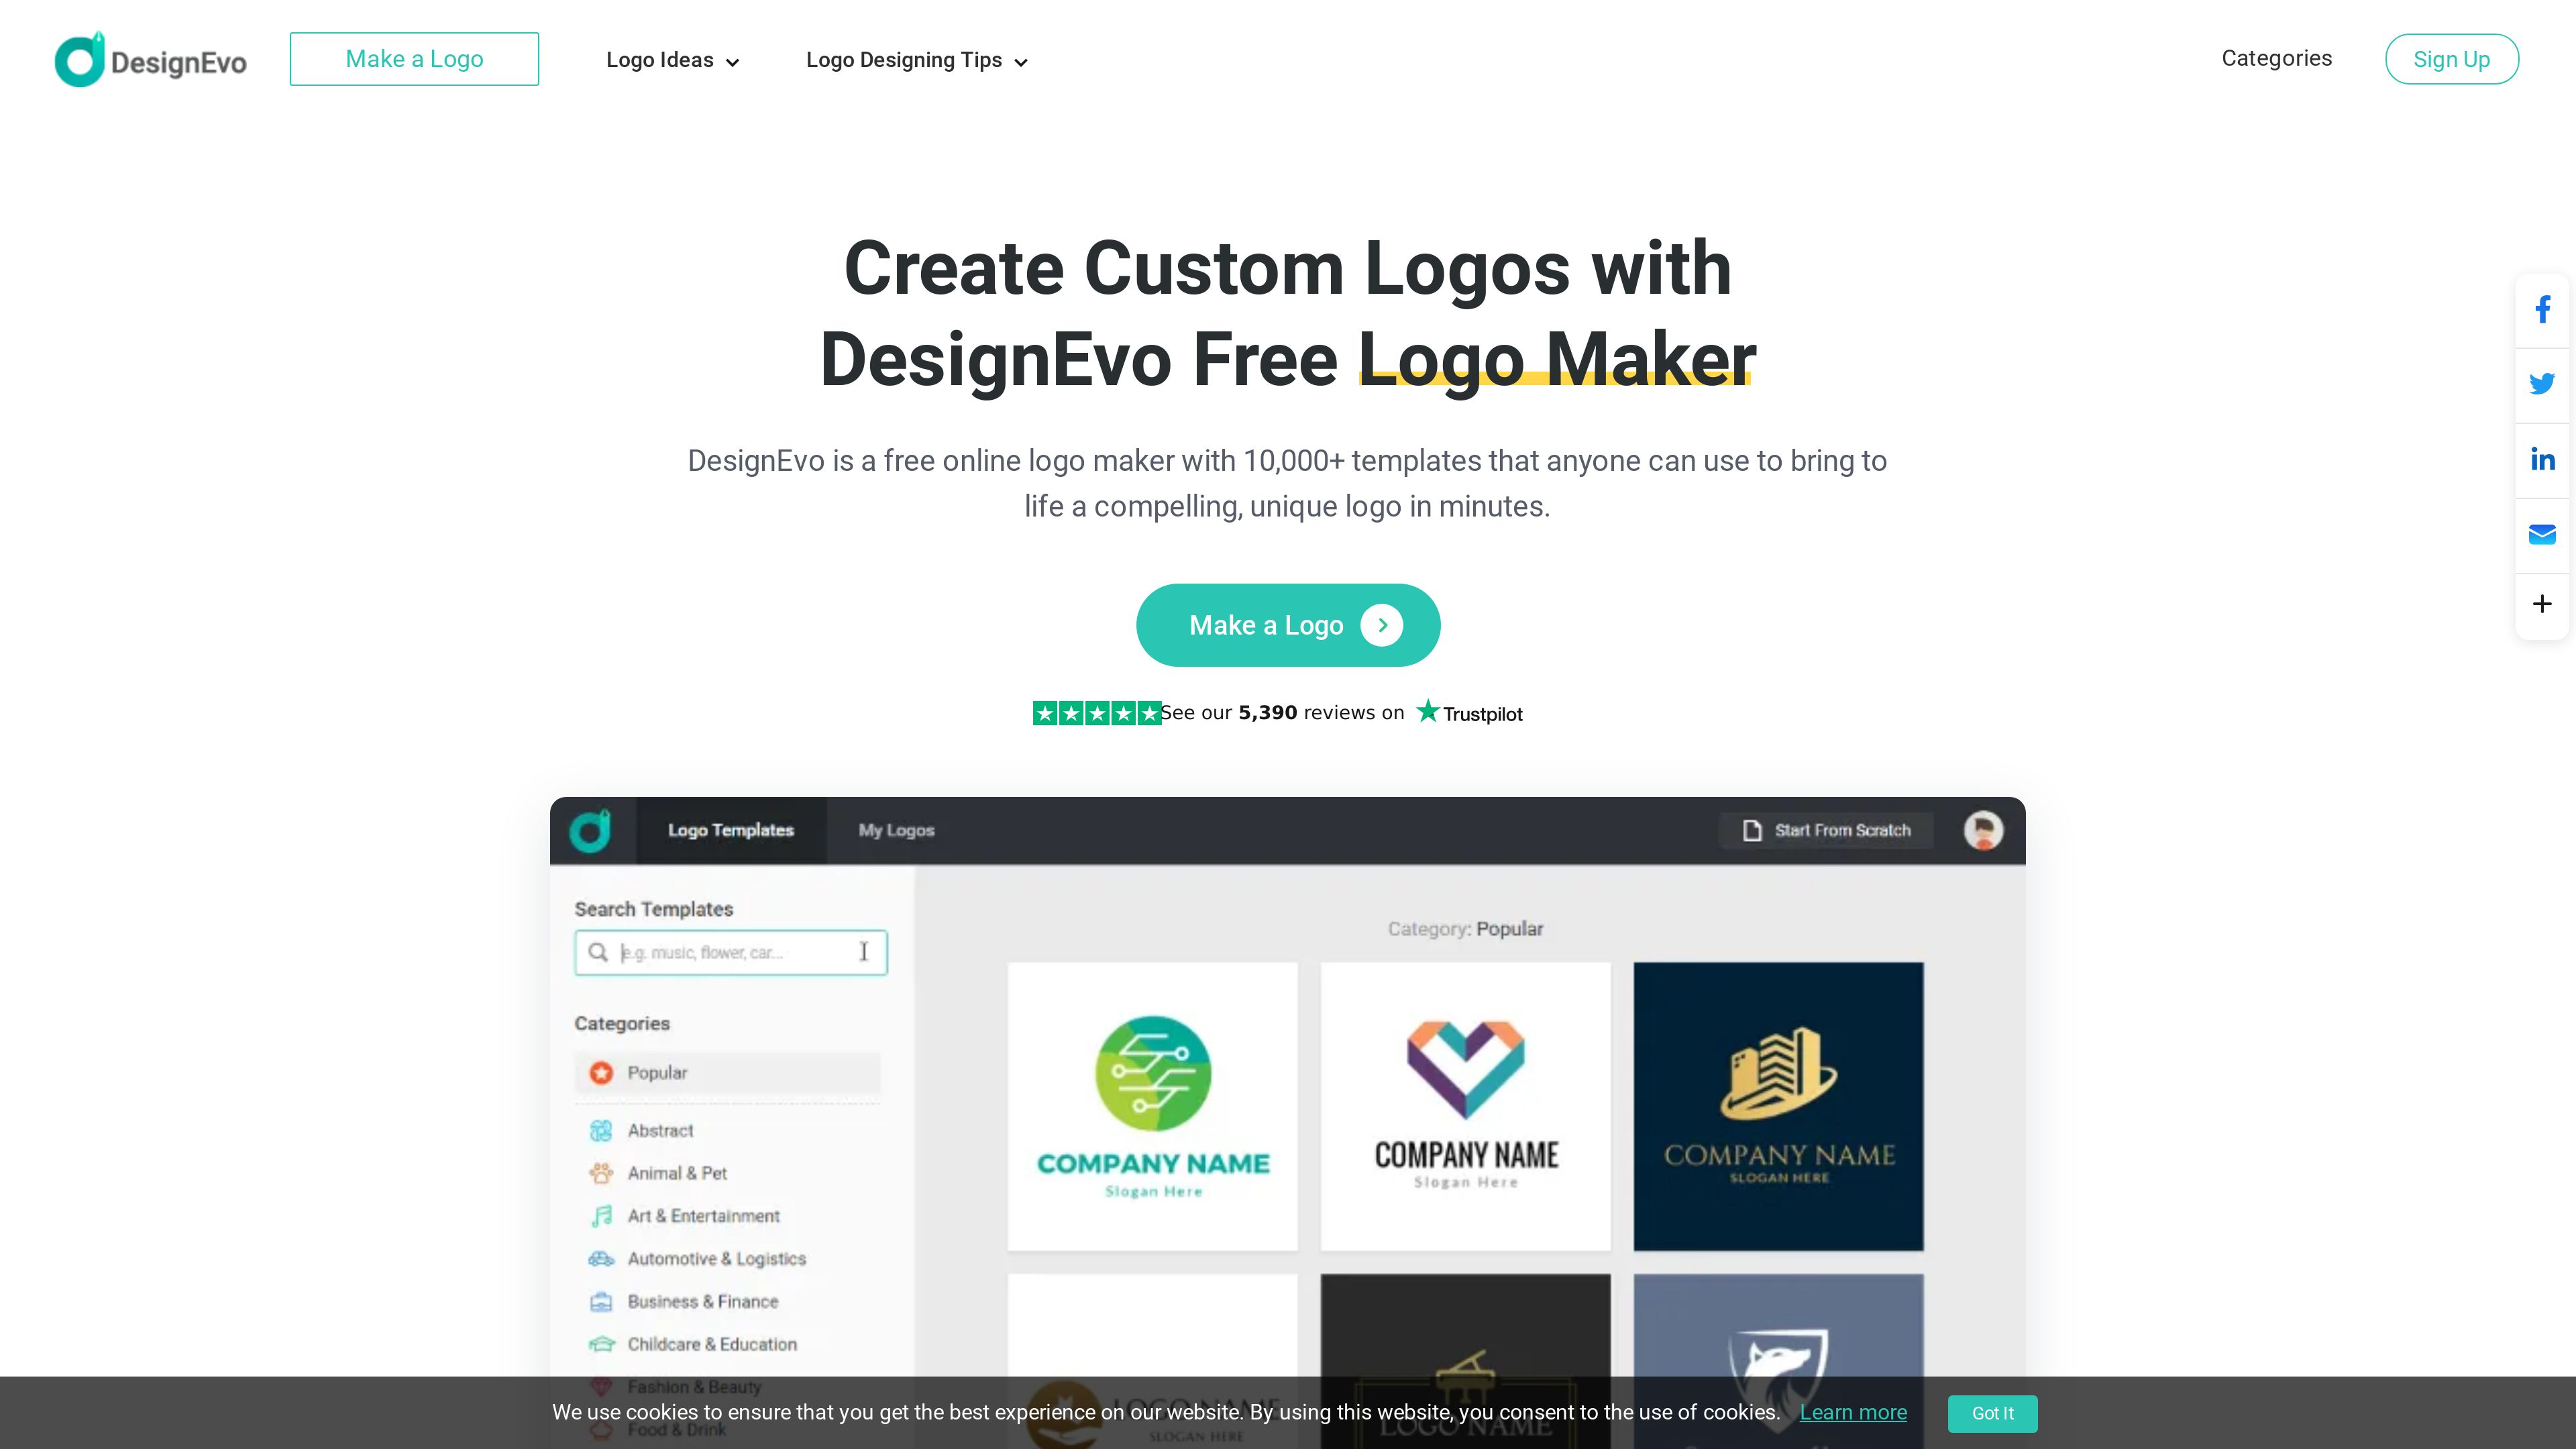 DesignEvo
Make a Logo
Logo Ideas
Logo Designing Tips
Categories
Sign Up
Create Custom Logos with
DesignEvo Free Logo Maker
DesignEvo is a free online logo maker with 10,000+ templates that anyone can use to bring to
life a compelling, unique logo in minutes.
Make a Logo
See our 5,390 reviews on Trustpilot
Logo Templates
My Logos
Start From Scratch
Search Templates
e.g. music, flower, car...
Categories
Popular
Abstract
Animal & Pet
Art & Entertainment
Automotive & Logistics
Business & Finance
Childcare & Education
Fashion & Beauty
Food & Drink
Category: Popular
COMPANY NAME
Slogan Here
COMPANY NAME
Slogan Here
COMPANY NAME
SLOGAN HERE
LOGO NAME
SLOGAN HERE
LOGO NAME
We use cookies to ensure that you get the best experience on our website. By using this website, you consent to the use of cookies. Learn more
Got It